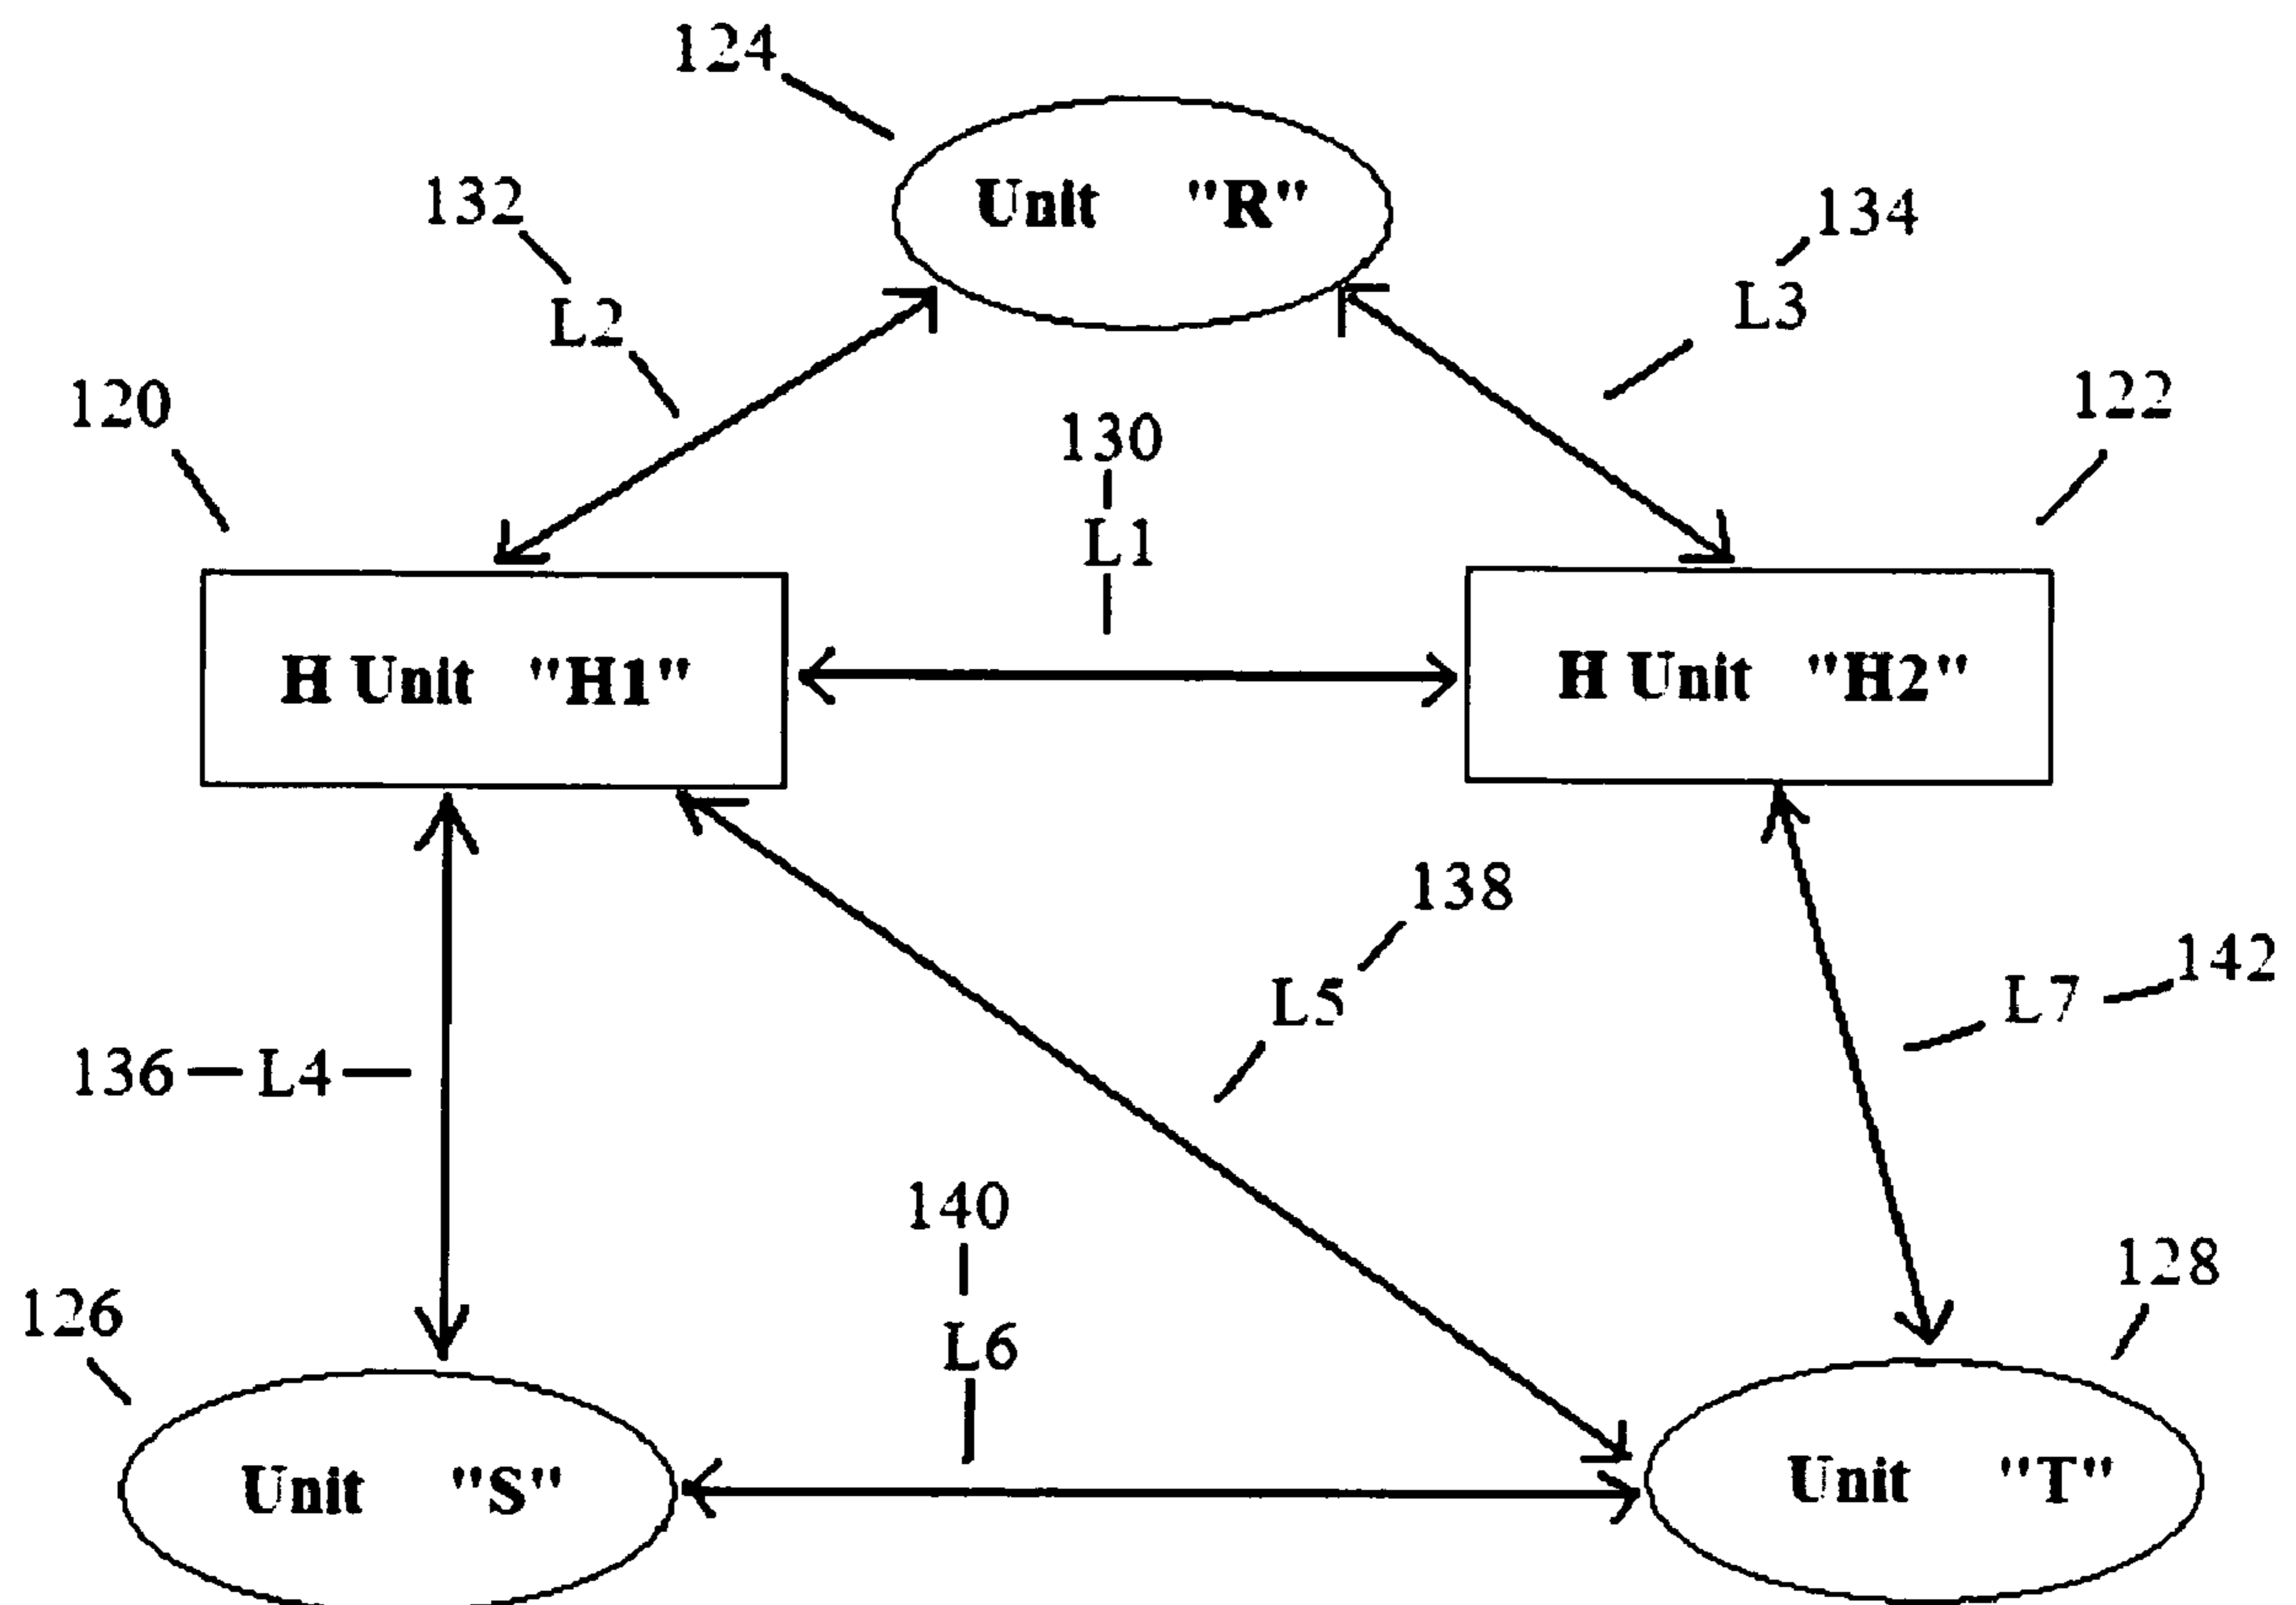 124
Unit "R"
132
134
L2
L3
120
122
130
L1
H Unit "H1"
H Unit "H2"
138
142
L5
L7
136 L4
140
128
126
L6
Unit "S"
Unit "T"